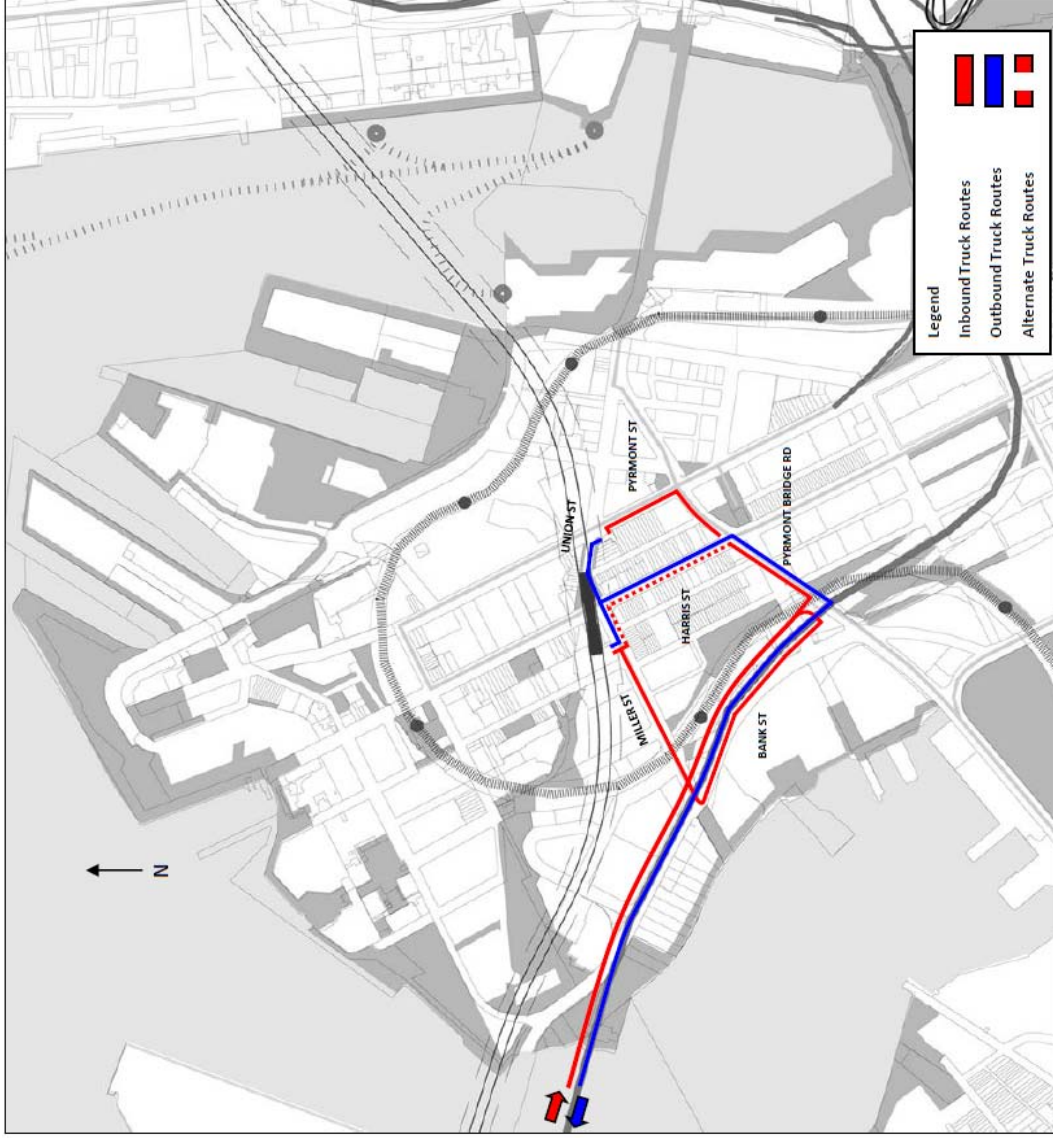 N
UNION ST
PYRMONT ST
MILLER ST
HARRIS ST
PYRMONT BRIDGE RD
BANK ST
Legend
Inbound Truck Routes
Outbound Truck Routes
Alternate Truck Routes